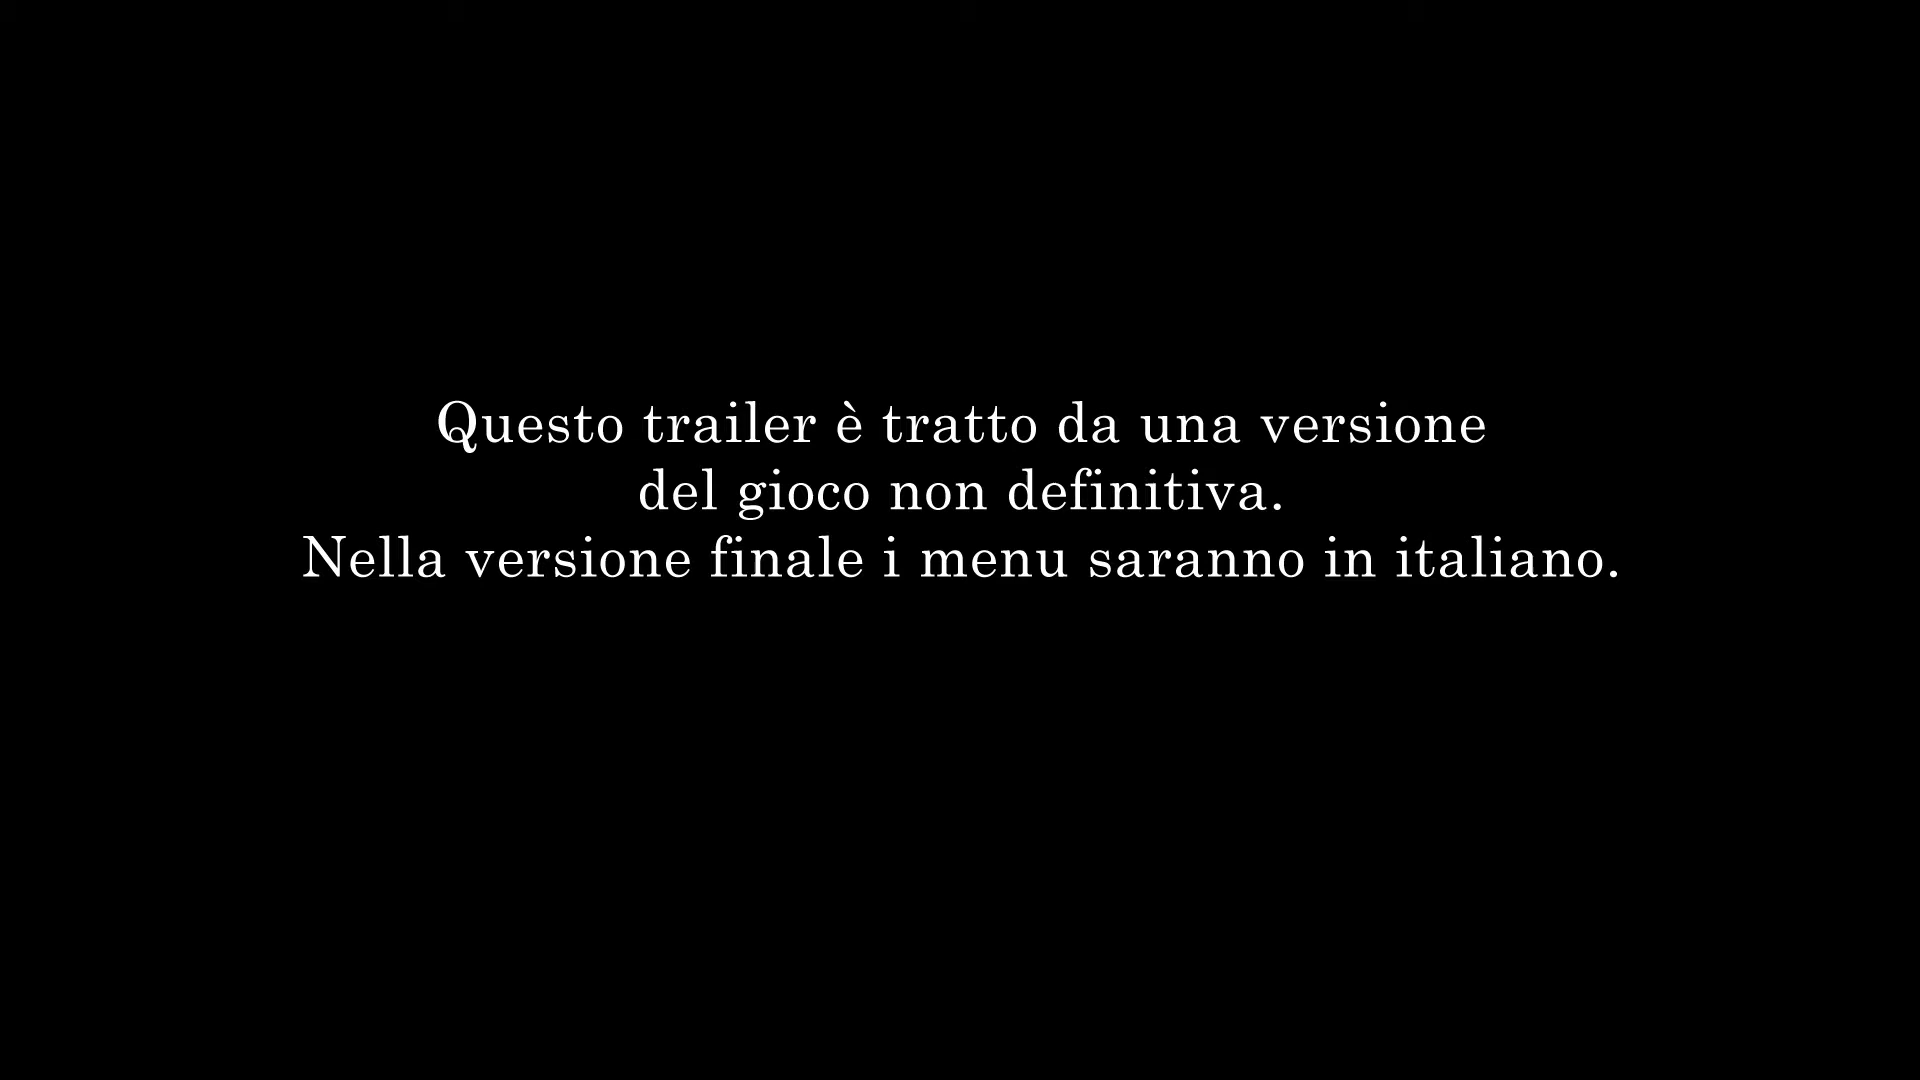 Questo trailer è tratto da una versione
del gioco non definitiva.
Nella versione finale i menu saranno in italiano.